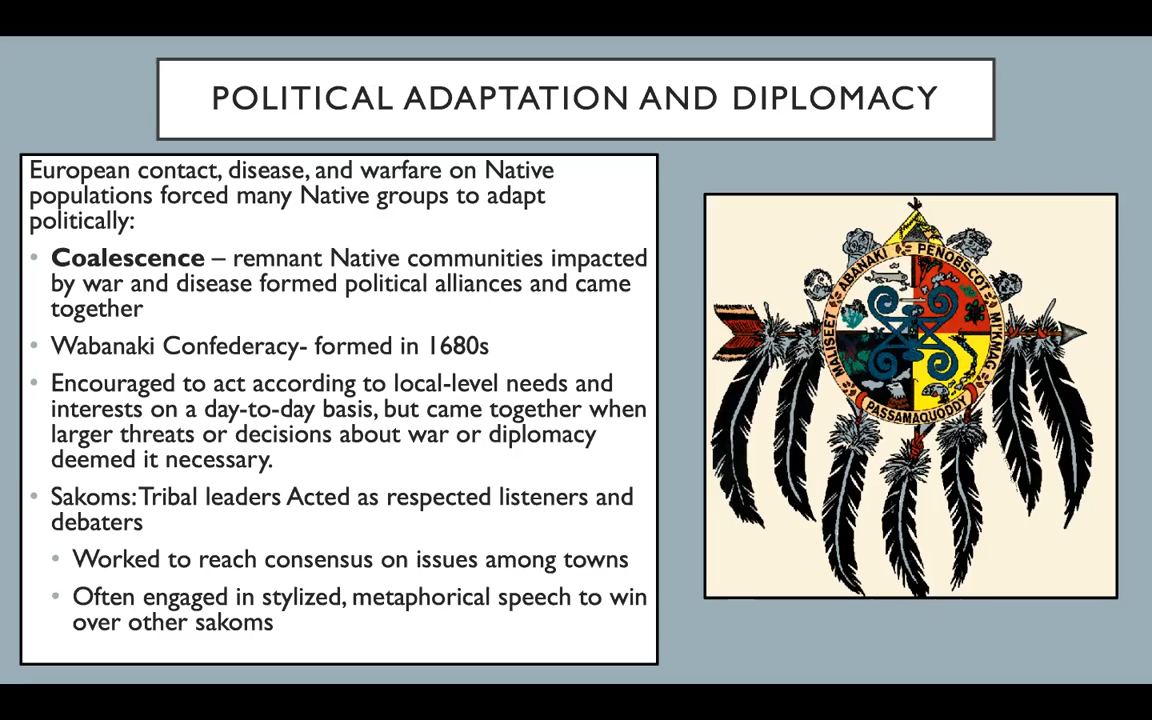 POLITICAL ADAPTATION AND DIPLOMACY
European contact, disease, and warfare on Native
populations forced many Native groups to adapt
politically:
• Coalescence – remnant Native communities impacted
by war and disease formed political alliances and came
together
• Wabanaki Confederacy- formed in 1680s
• Encouraged to act according to local-level needs and
interests on a day-to-day basis, but came together when
larger threats or decisions about war or diplomacy
deemed it necessary.
• Sakoms: Tribal leaders Acted as respected listeners and
debaters
• Worked to reach consensus on issues among towns
• Often engaged in stylized, metaphorical speech to win
over other sakoms
ABANAKI
PENOBSCOT
MI'KMAG
PASSAMAQUODDY
MALISEET